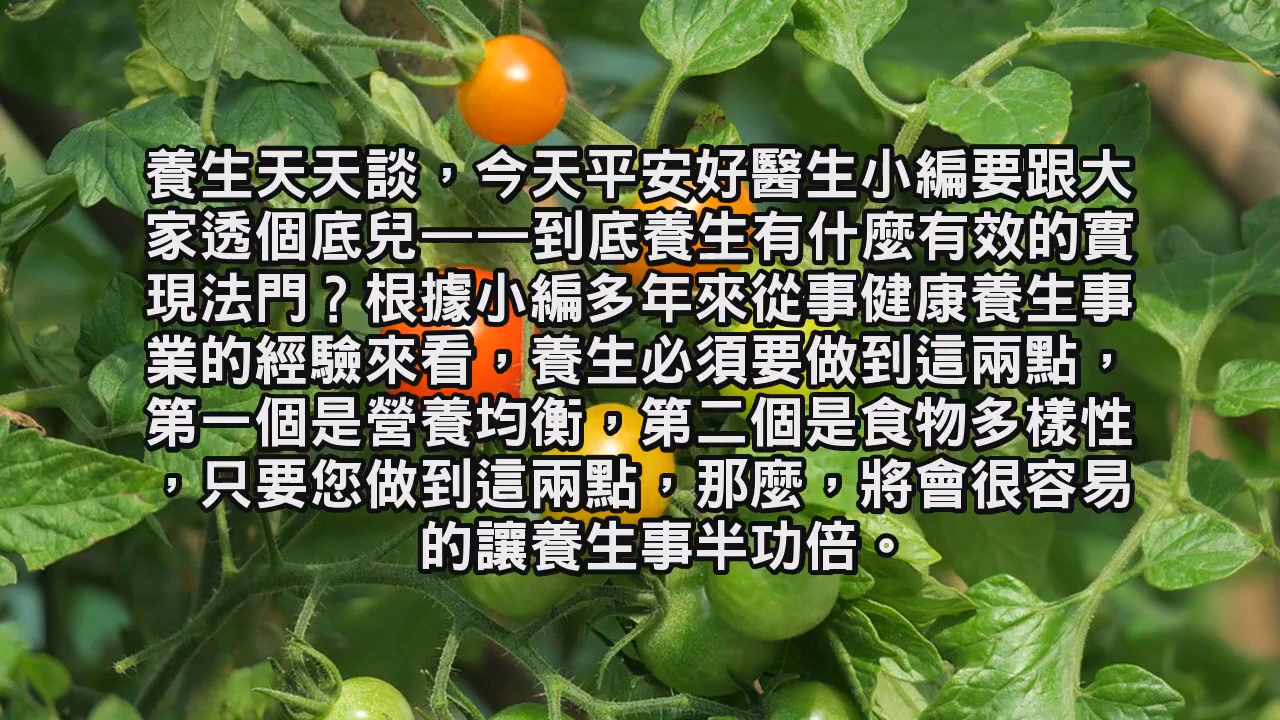 養生天天談，今天平安好醫生小編要跟大
家透個底兒一一到底養生有什麼有效的實
現法門？根據小編多年來從事健康養生事
業的經驗來看，養生必須要做到這兩點，
第一個是營養均衡，第二個是食物多樣性
，只要您做到這兩點，那麼，將會很容易
的讓養生事半功倍。